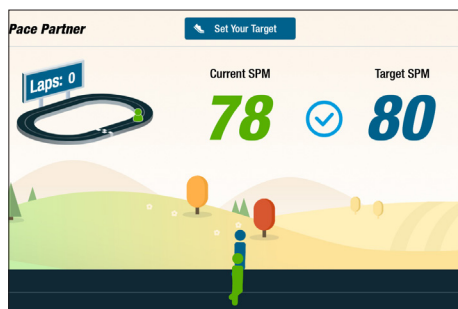 Pace Partner
Set Your Target
Laps: 0
Current SPM
Target SPM
78
80